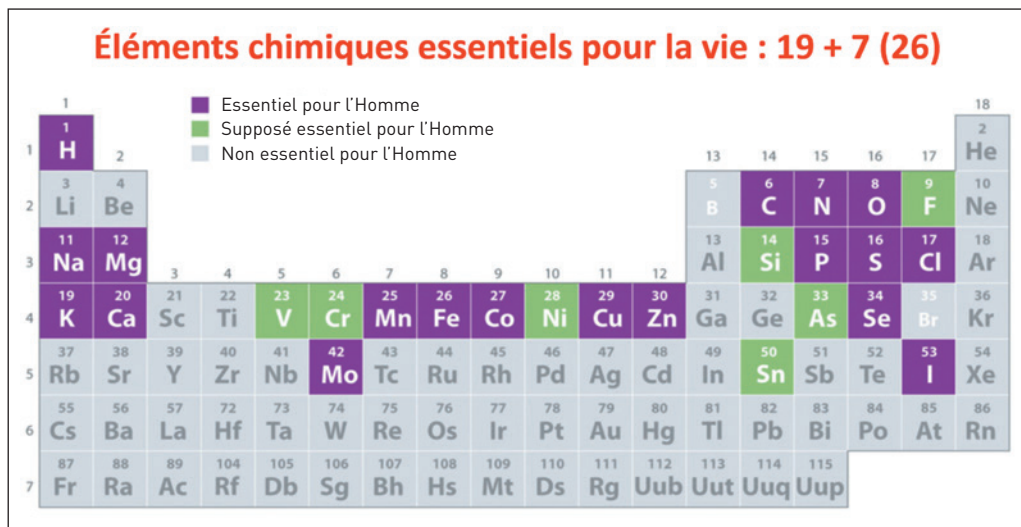 Éléments chimiques essentiels pour la vie : 19 + 7 (26)
Essentiel pour l'Homme
Supposé essentiel pour l'Homme
Non essentiel pour l'Homme
1 18
1 2
1 H 2 13 14 15 16 17 He
3 4 5 6 7 8 9 10
2 Li Be B C N O F Ne
11 12 13 14 15 16 17 18
3 Na Mg 3 4 5 6 7 8 9 10 11 12 Al Si P S Cl Ar
19 20 21 22 23 24 25 26 27 28 29 30 31 32 33 34 35 36
4 K Ca Sc Ti V Cr Mn Fe Co Ni Cu Zn Ga Ge As Se Br Kr
37 38 39 40 41 42 43 44 45 46 47 48 49 50 51 52 53 54
5 Rb Sr Y Zr Nb Mo Tc Ru Rh Pd Ag Cd In Sn Sb Te I Xe
55 56 57 72 73 74 75 76 77 78 79 80 81 82 83 84 85 86
6 Cs Ba La Hf Ta W Re Os Ir Pt Au Hg Tl Pb Bi Po At Rn
87 88 89 104 105 106 107 108 109 110 111 112 113 114 115
7 Fr Ra Ac Rf Db Sg Bh Hs Mt Ds Rg Uub Uut Uuq Uup